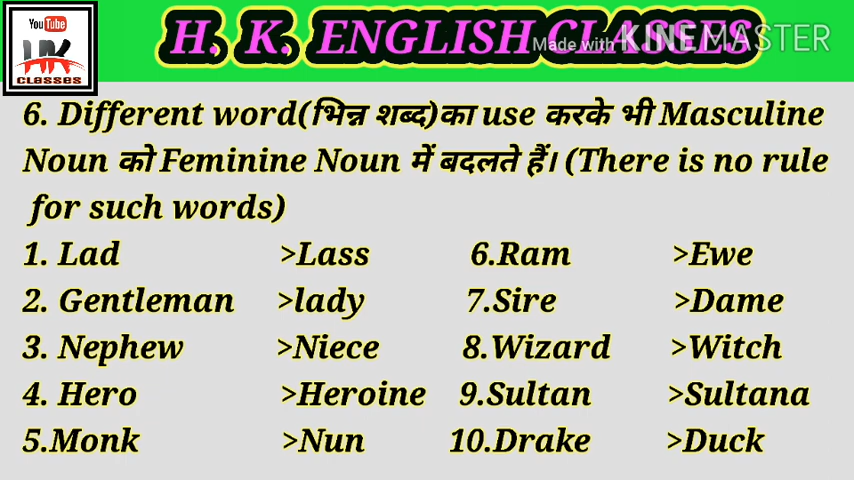 YouTube
HK
CLASSES
H. K. ENGLISH CLASSES
Made with KINEMASTER
6. Different word(भिन्न शब्द)का use करके भी Masculine
Noun को Feminine Noun में बदलते हैं। (There is no rule
for such words)
1. Lad >Lass 6.Ram >Ewe
2. Gentleman >lady 7.Sire >Dame
3. Nephew >Niece 8.Wizard >Witch
4. Hero >Heroine 9.Sultan >Sultana
5.Monk >Nun 10.Drake >Duck